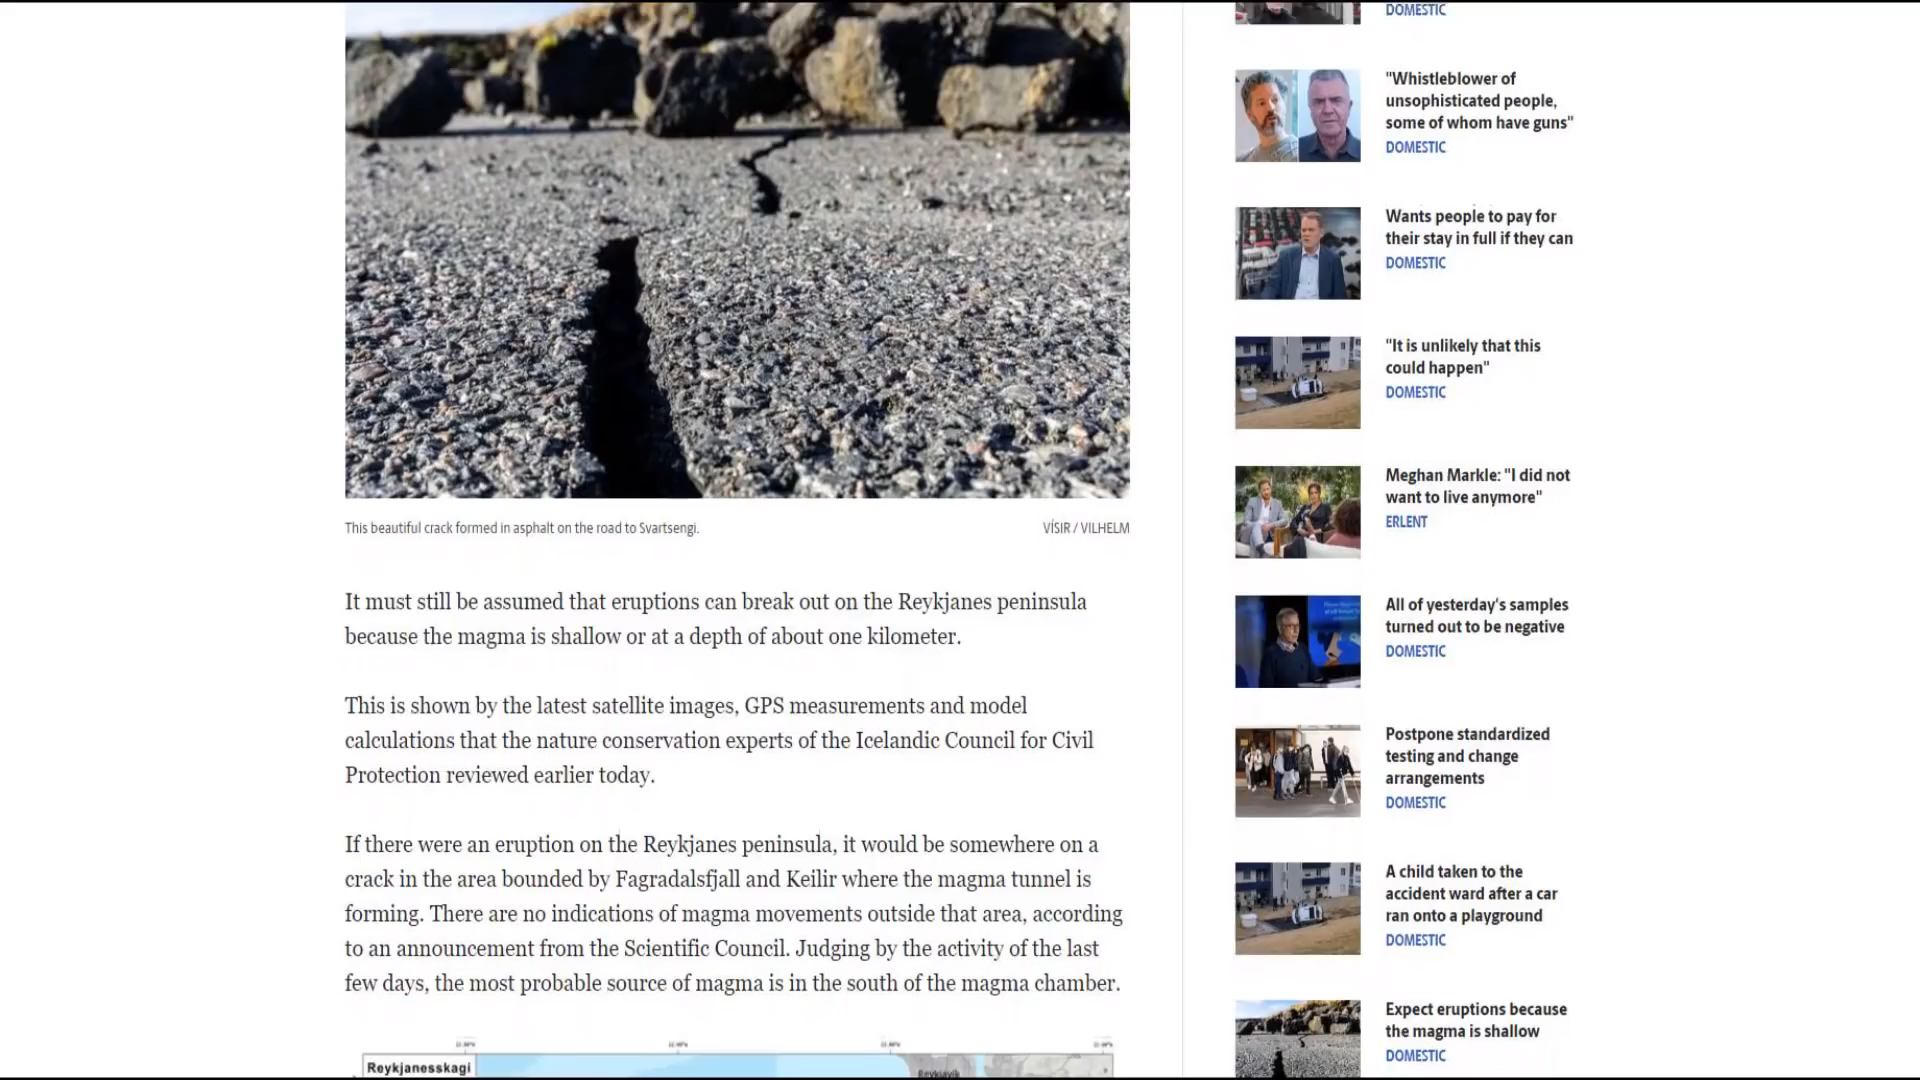 DOMESTIC
"Whistleblower of
unsophisticated people,
some of whom have guns"
DOMESTIC
Wants people to pay for
their stay in full if they can
DOMESTIC
"It is unlikely that this
could happen"
DOMESTIC
Meghan Markle: "I did not
want to live anymore"
ERLENT
All of yesterday's samples
turned out to be negative
DOMESTIC
Postpone standardized
testing and change
arrangements
DOMESTIC
A child taken to the
accident ward after a car
ran onto a playground
DOMESTIC
Expect eruptions because
the magma is shallow
DOMESTIC
This beautiful crack formed in asphalt on the road to Svartsengi.
VÍSIR / VILHELM
It must still be assumed that eruptions can break out on the Reykjanes peninsula
because the magma is shallow or at a depth of about one kilometer.
This is shown by the latest satellite images, GPS measurements and model
calculations that the nature conservation experts of the Icelandic Council for Civil
Protection reviewed earlier today.
If there were an eruption on the Reykjanes peninsula, it would be somewhere on a
crack in the area bounded by Fagradalsfjall and Keilir where the magma tunnel is
forming. There are no indications of magma movements outside that area, according
to an announcement from the Scientific Council. Judging by the activity of the last
few days, the most probable source of magma is in the south of the magma chamber.
Reykjanesskagi
Reykjavík